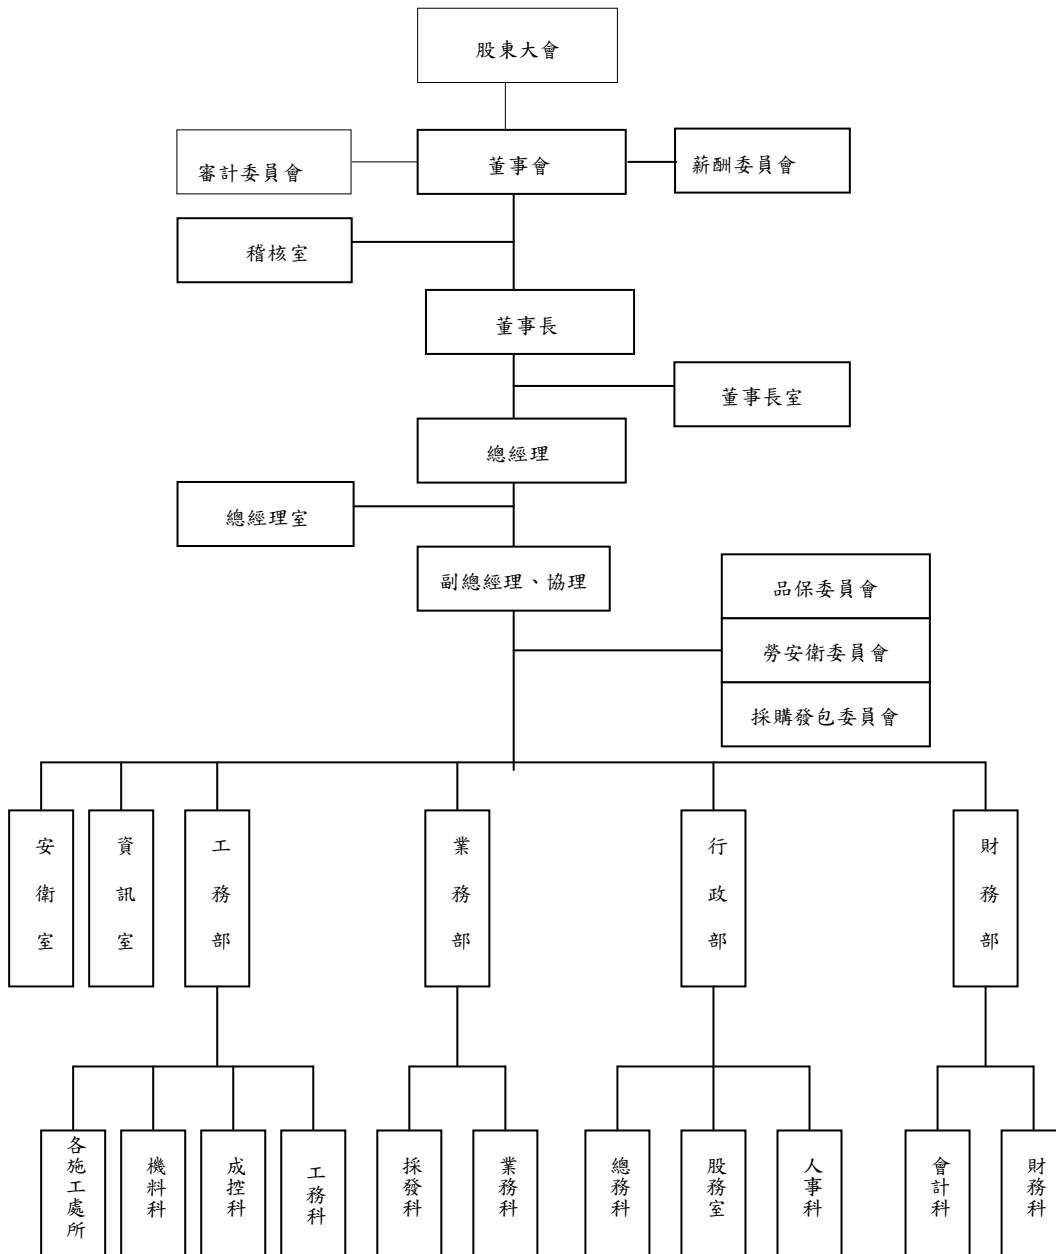 股東大會
審計委員會
董事會
薪酬委員會
稽核室
董事長
董事長室
總經理
總經理室
副總經理、協理
品保委員會
勞安衛委員會
採購發包委員會
安衛室
資訊室
工務部
業務部
行政部
財務部
各施工處所
機料科
成控科
工務科
採發科
業務科
總務科
股務室
人事科
會計科
財務科